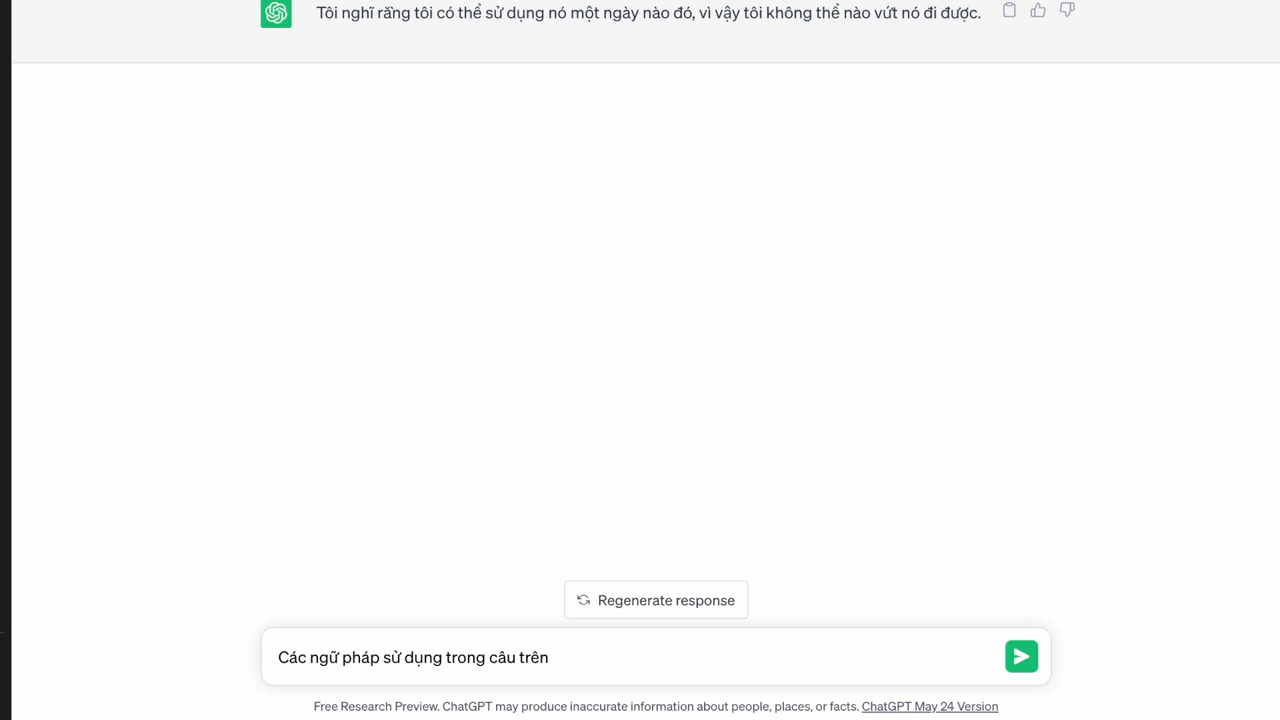 Tôi nghĩ rằng tôi có thể sử dụng nó một ngày nào đó, vì vậy tôi không thể nào vứt nó đi được.
Regenerate response
Các ngữ pháp sử dụng trong câu trên
Free Research Preview. ChatGPT may produce inaccurate information about people, places, or facts. ChatGPT May 24 Version